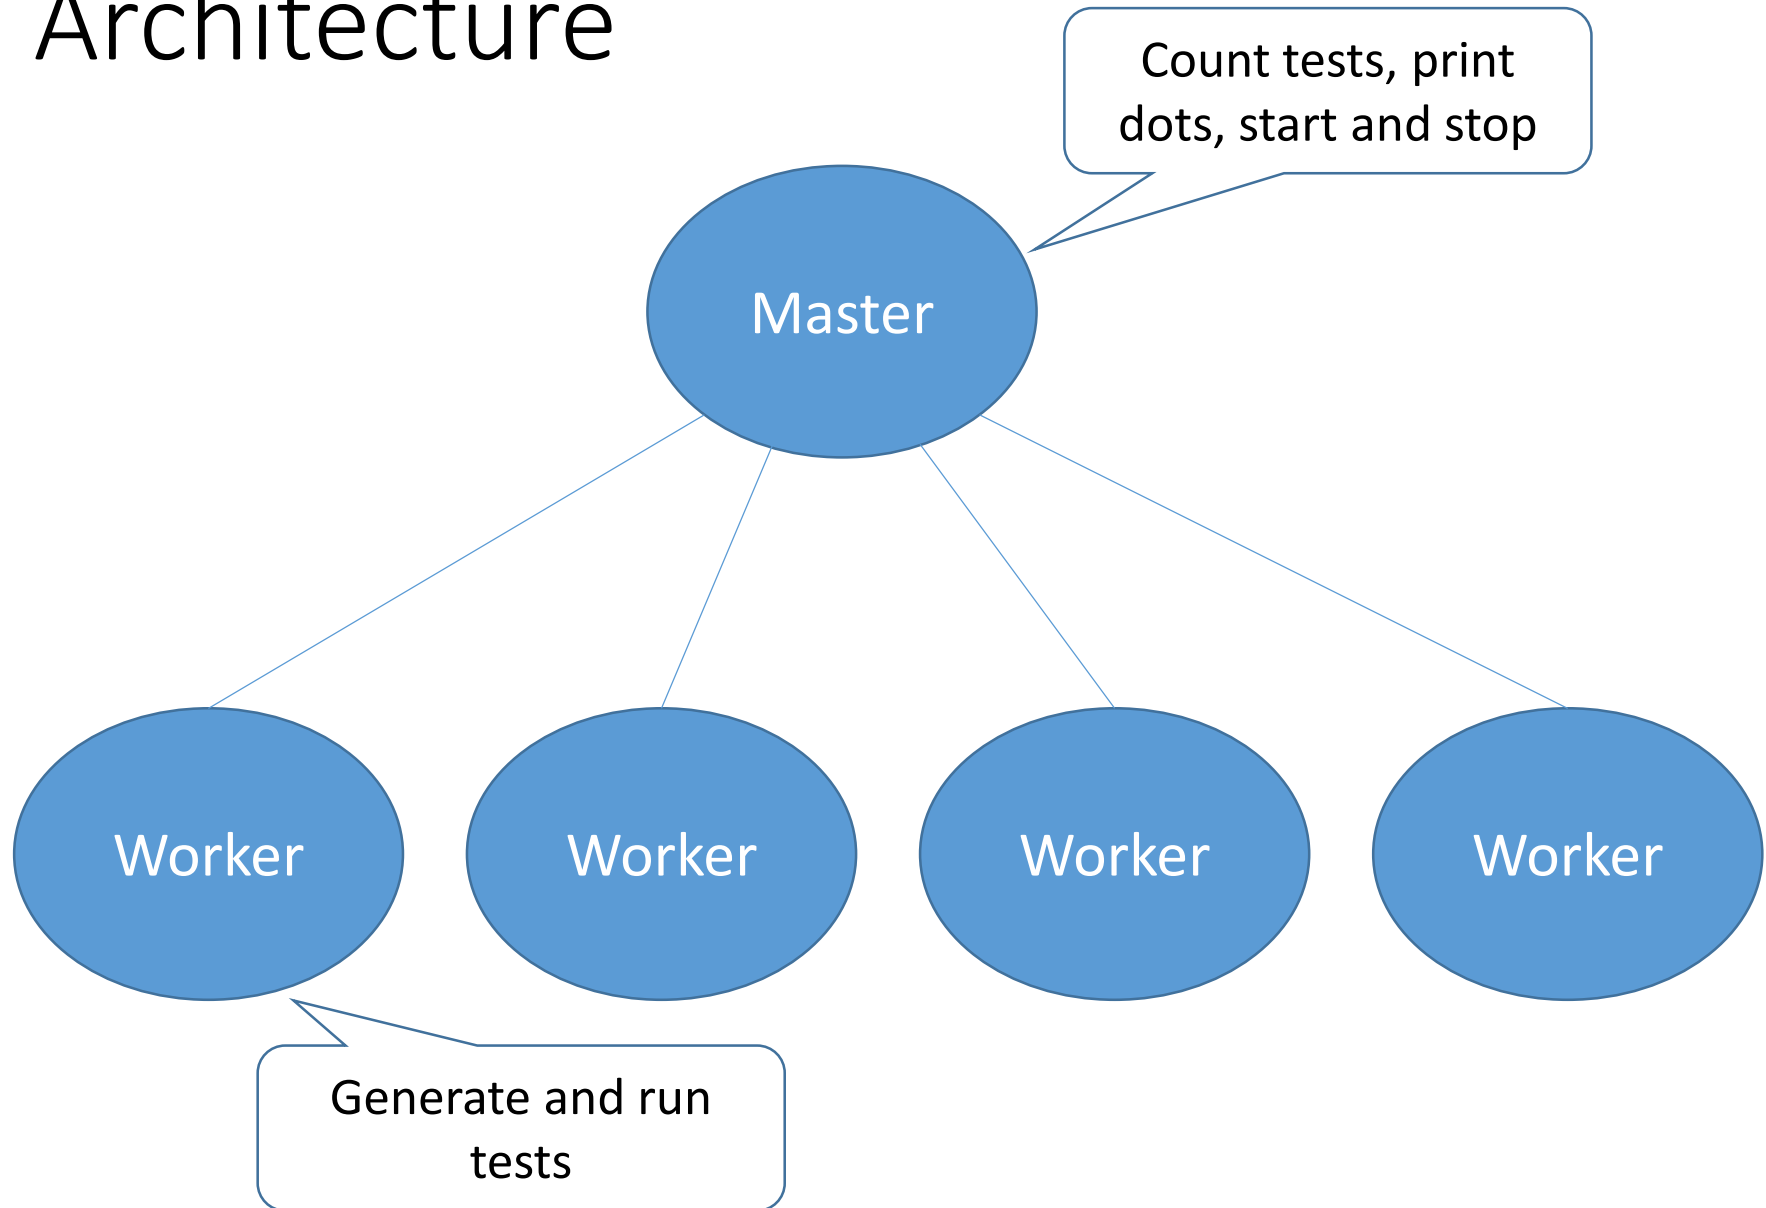 Architecture
Count tests, print
dots, start and stop
Master
Worker
Worker
Worker
Worker
Generate and run
tests